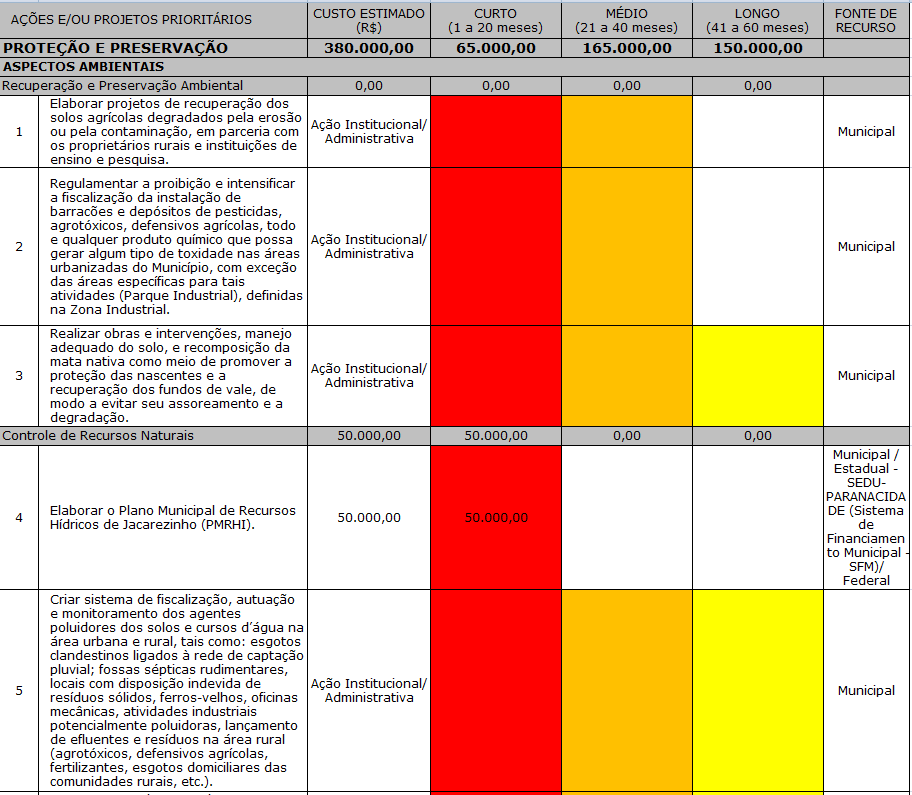 AÇÕES E/OU PROJETOS PRIORITÁRIOS
CUSTO ESTIMADO
(R$)
CURTO
(1 a 20 meses)
MÉDIO
(21 a 40 meses)
LONGO
(41 a 60 meses)
FONTE DE
RECURSO
PROTEÇÃO E PRESERVAÇÃO 380.000,00 65.000,00 165.000,00 150.000,00
ASPECTOS AMBIENTAIS
Recuperação e Preservação Ambiental 0,00 0,00 0,00 0,00
1
Elaborar projetos de recuperação dos
solos agrícolas degradados pela erosão
ou pela contaminação, em parceria com
os proprietários rurais e instituições de
ensino e pesquisa.
Ação Institucional/
Administrativa
Municipal
2
Regulamentar a proibição e intensificar
a fiscalização da instalação de
barracões e depósitos de pesticidas,
agrotóxicos, defensivos agrícolas, todo
e qualquer produto químico que possa
gerar algum tipo de toxidade nas áreas
urbanizadas do Município, com exceção
das áreas específicas para tais
atividades (Parque Industrial), definidas
na Zona Industrial.
Ação Institucional/
Administrativa
Municipal
3
Realizar obras e intervenções, manejo
adequado do solo, e recomposição da
mata nativa como meio de promover a
proteção das nascentes e a
recuperação dos fundos de vale, de
modo a evitar seu assoreamento e a
degradação.
Ação Institucional/
Administrativa
Municipal
Controle de Recursos Naturais 50.000,00 50.000,00 0,00 0,00
4
Elaborar o Plano Municipal de Recursos
Hídricos de Jacarezinho (PMRHI).
50.000,00
50.000,00
Municipal /
Estadual -
SEDU-
PARANACIDA
DE (Sistema
de
Financiamen
to Municipal -
SFM)/
Federal
5
Criar sistema de fiscalização, autuação
e monitoramento dos agentes
poluidores dos solos e cursos d’água na
área urbana e rural, tais como: esgotos
clandestinos ligados à rede de captação
pluvial; fossas sépticas rudimentares,
locais com disposição indevida de
resíduos sólidos, ferros-velhos, oficinas
mecânicas, atividades industriais
potencialmente poluidoras, lançamento
de efluentes e resíduos na área rural
(agrotóxicos, defensivos agrícolas,
fertilizantes, esgotos domiciliares das
comunidades rurais, etc.).
Ação Institucional/
Administrativa
Municipal